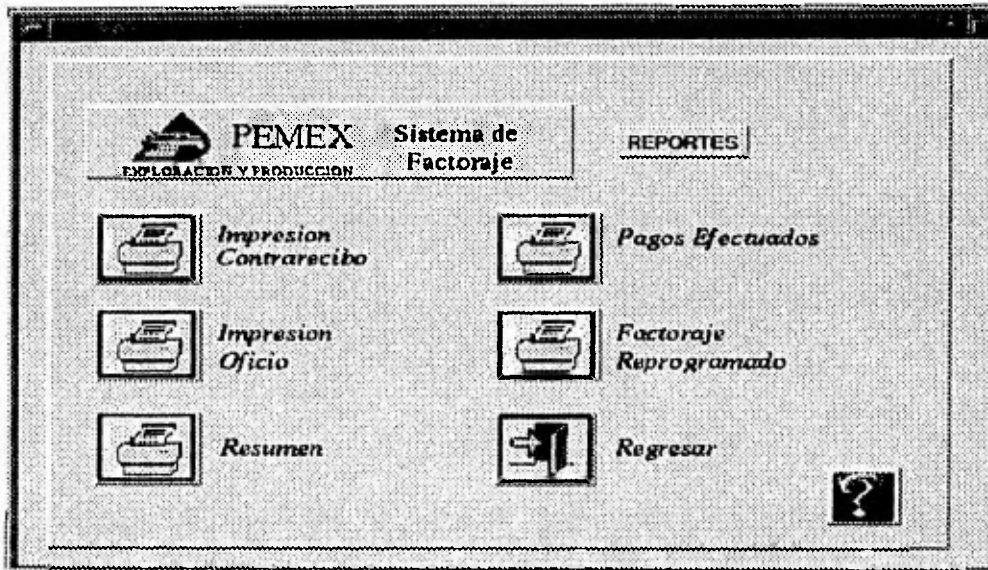 PEMEX
EXPLORACION Y PRODUCCION
Sistema de
Factoraje
REPORTES
Impresion
Contrarecibo
Pagos Efectuados
Impresion
Oficio
Factoraje
Reprogramado
Resumen
Regresar
?